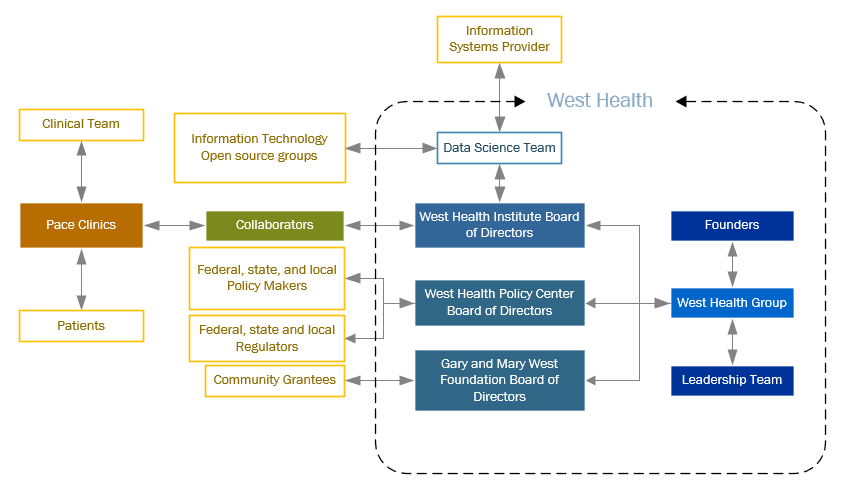 Information
Systems Provider
West Health
Clinical Team
Information Technology
Open source groups
Data Science Team
Pace Clinics
Collaborators
West Health Institute Board
of Directors
Founders
Federal, state, and local
Policy Makers
West Health Policy Center
Board of Directors
West Health Group
Patients
Federal, state and local
Regulators
Gary and Mary West
Foundation Board of
Directors
Community Grantees
Leadership Team